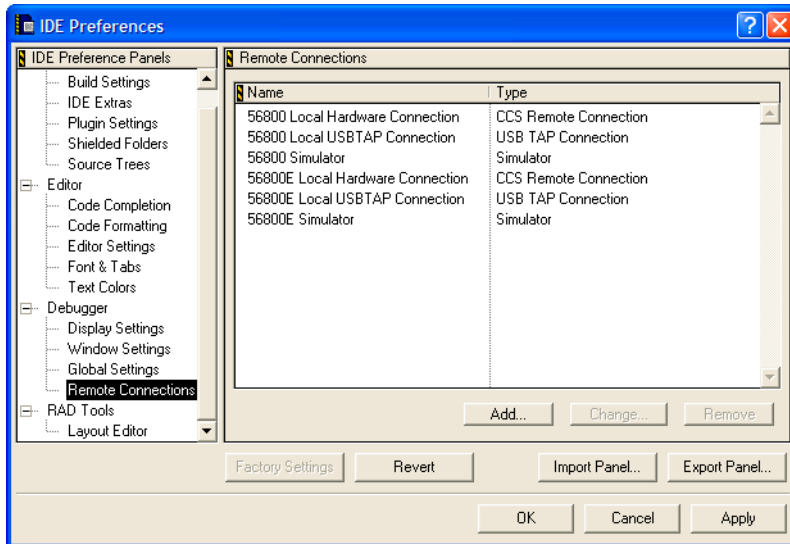 IDE Preferences
IDE Preference Panels
Build Settings
IDE Extras
Plugin Settings
Shielded Folders
Source Trees
Editor
Code Completion
Code Formatting
Editor Settings
Font & Tabs
Text Colors
Debugger
Display Settings
Window Settings
Global Settings
Remote Connections
RAD Tools
Layout Editor
Remote Connections
Name Type
56800 Local Hardware Connection CCS Remote Connection
56800 Local USBTAP Connection USB TAP Connection
56800 Simulator Simulator
56800E Local Hardware Connection CCS Remote Connection
56800E Local USBTAP Connection USB TAP Connection
56800E Simulator Simulator
Add... Change... Remove
Factory Settings Revert Import Panel... Export Panel...
OK Cancel Apply